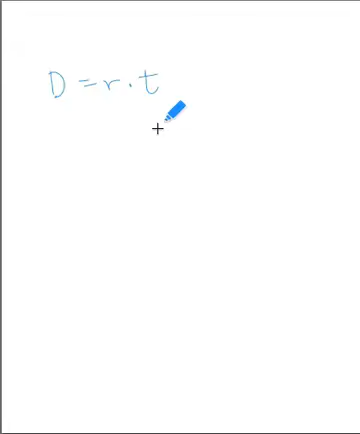 D = r · t